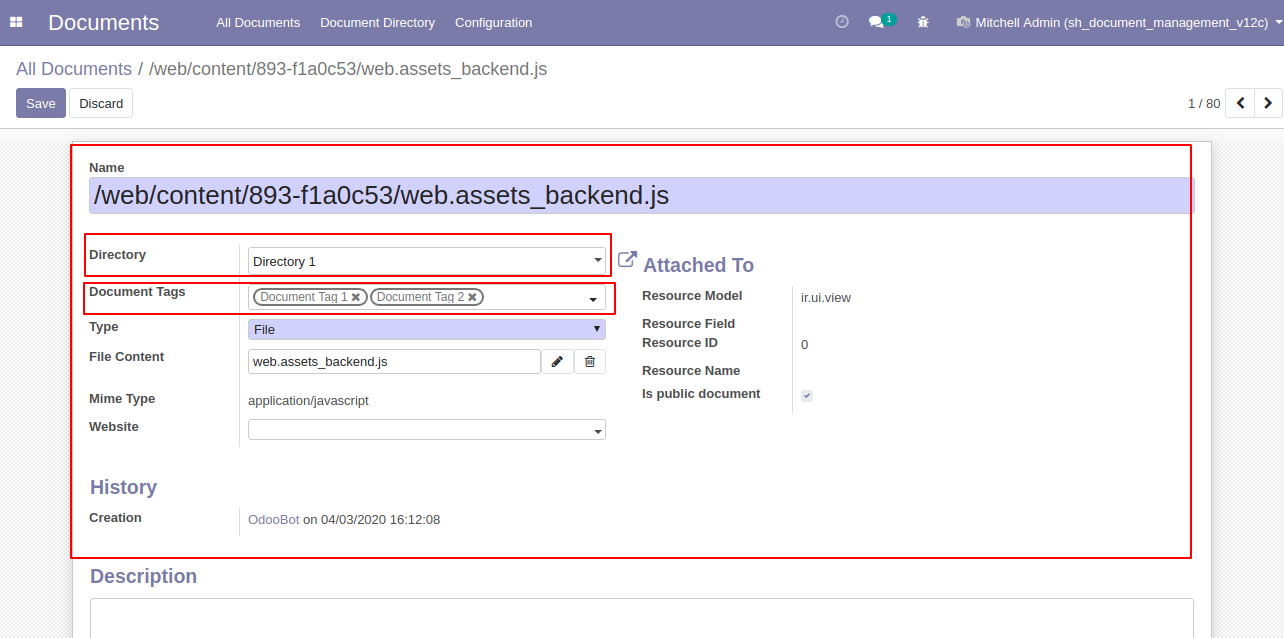 Documents All Documents Document Directory Configuration 1 Mitchell Admin (sh_document_management_v12c)
All Documents / /web/content/893-f1a0c53/web.assets_backend.js
Save Discard 1 / 80
Name
/web/content/893-f1a0c53/web.assets_backend.js
Directory Directory 1
Document Tags Document Tag 1 Document Tag 2
Type File
File Content web.assets_backend.js
Mime Type application/javascript
Website
Attached To
Resource Model ir.ui.view
Resource Field
Resource ID 0
Resource Name
Is public document
History
Creation OdooBot on 04/03/2020 16:12:08
Description